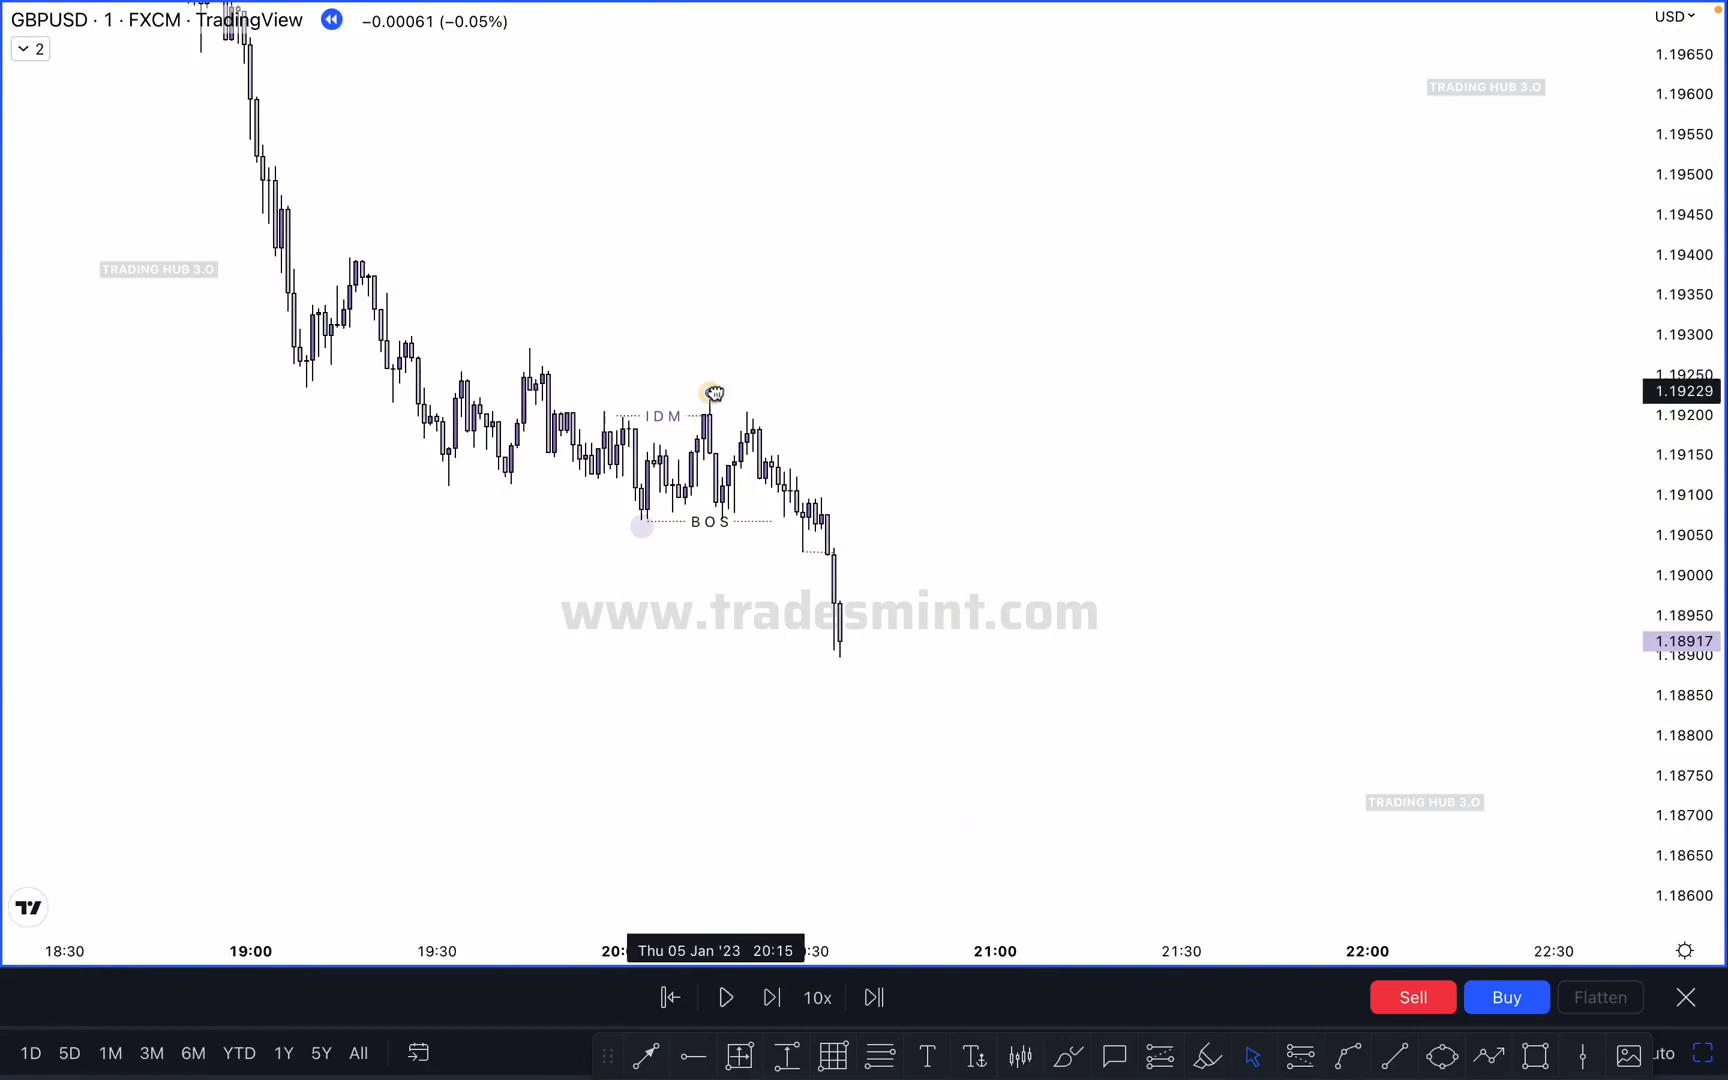 GBPUSD · 1 · FXCM · TradingView −0.00061 (−0.05%)
USD
2
1.19650
TRADING HUB 3.0
1.19600
1.19550
1.19500
1.19450
1.19400
TRADING HUB 3.0
1.19350
1.19300
1.19250
1.19229
1.19200
IDM
1.19150
1.19100
BOS
1.19050
1.19000
www.tradesmint.com
1.18950
1.18917
1.18900
1.18850
1.18800
1.18750
TRADING HUB 3.0
1.18700
1.18650
1.18600
18:30 19:00 19:30 20: Thu 05 Jan '23 20:15 :30 21:00 21:30 22:00 22:30
10x Sell Buy Flatten
1D 5D 1M 3M 6M YTD 1Y 5Y All T T uto